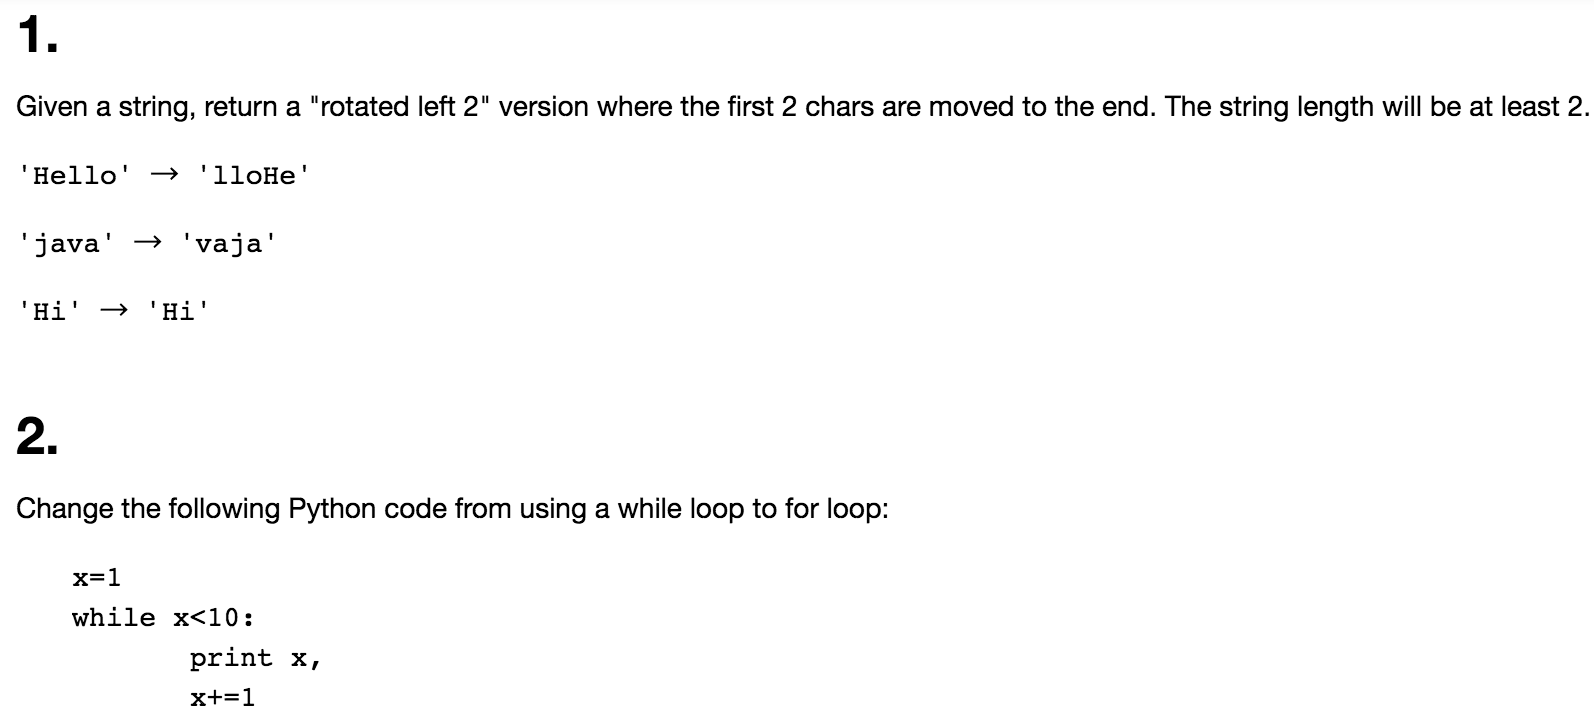 1.
Given a string, return a "rotated left 2" version where the first 2 chars are moved to the end. The string length will be at least 2.
'Hello' → 'lloHe'
'java' → 'vaja'
'Hi' → 'Hi'
2.
Change the following Python code from using a while loop to for loop:
x=1
while x<10:
print x,
x+=1